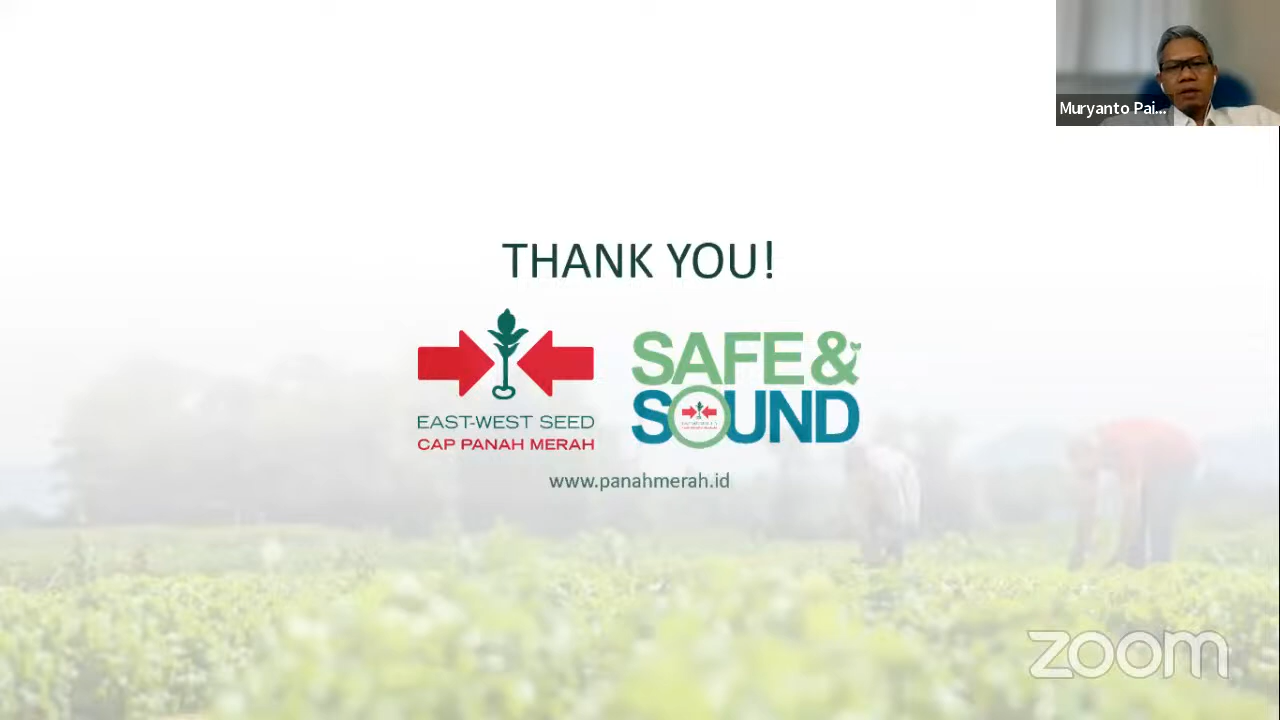 Muryanto Pai...
THANK YOU!
EAST-WEST SEED
CAP PANAH MERAH
SAFE&
SOUND
www.panahmerah.id
zoom